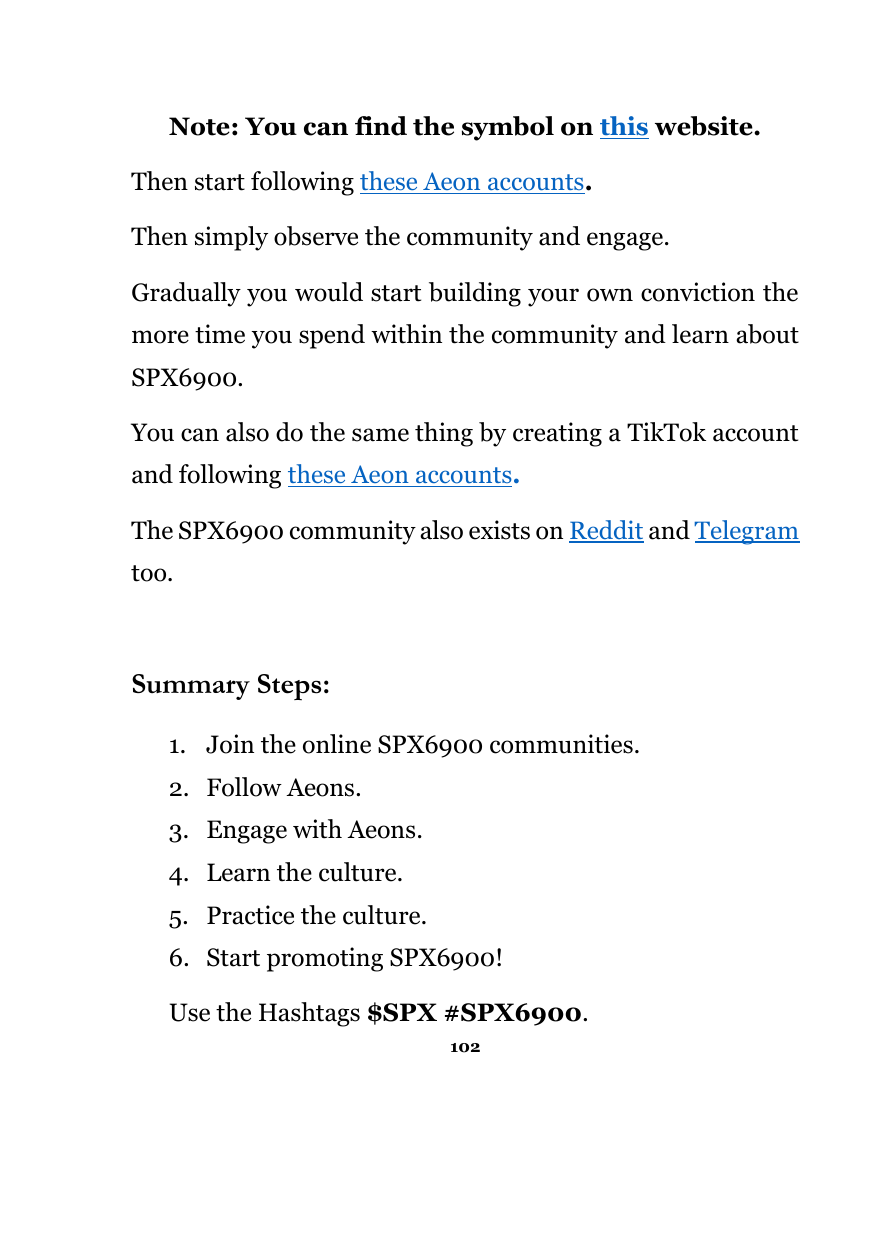 Note: You can find the symbol on this website.
Then start following these Aeon accounts.
Then simply observe the community and engage.
Gradually you would start building your own conviction the
more time you spend within the community and learn about
SPX6900.
You can also do the same thing by creating a TikTok account
and following these Aeon accounts.
The SPX6900 community also exists on Reddit and Telegram
too.
Summary Steps:
1. Join the online SPX6900 communities.
2. Follow Aeons.
3. Engage with Aeons.
4. Learn the culture.
5. Practice the culture.
6. Start promoting SPX6900!
Use the Hashtags $SPX #SPX6900.
102